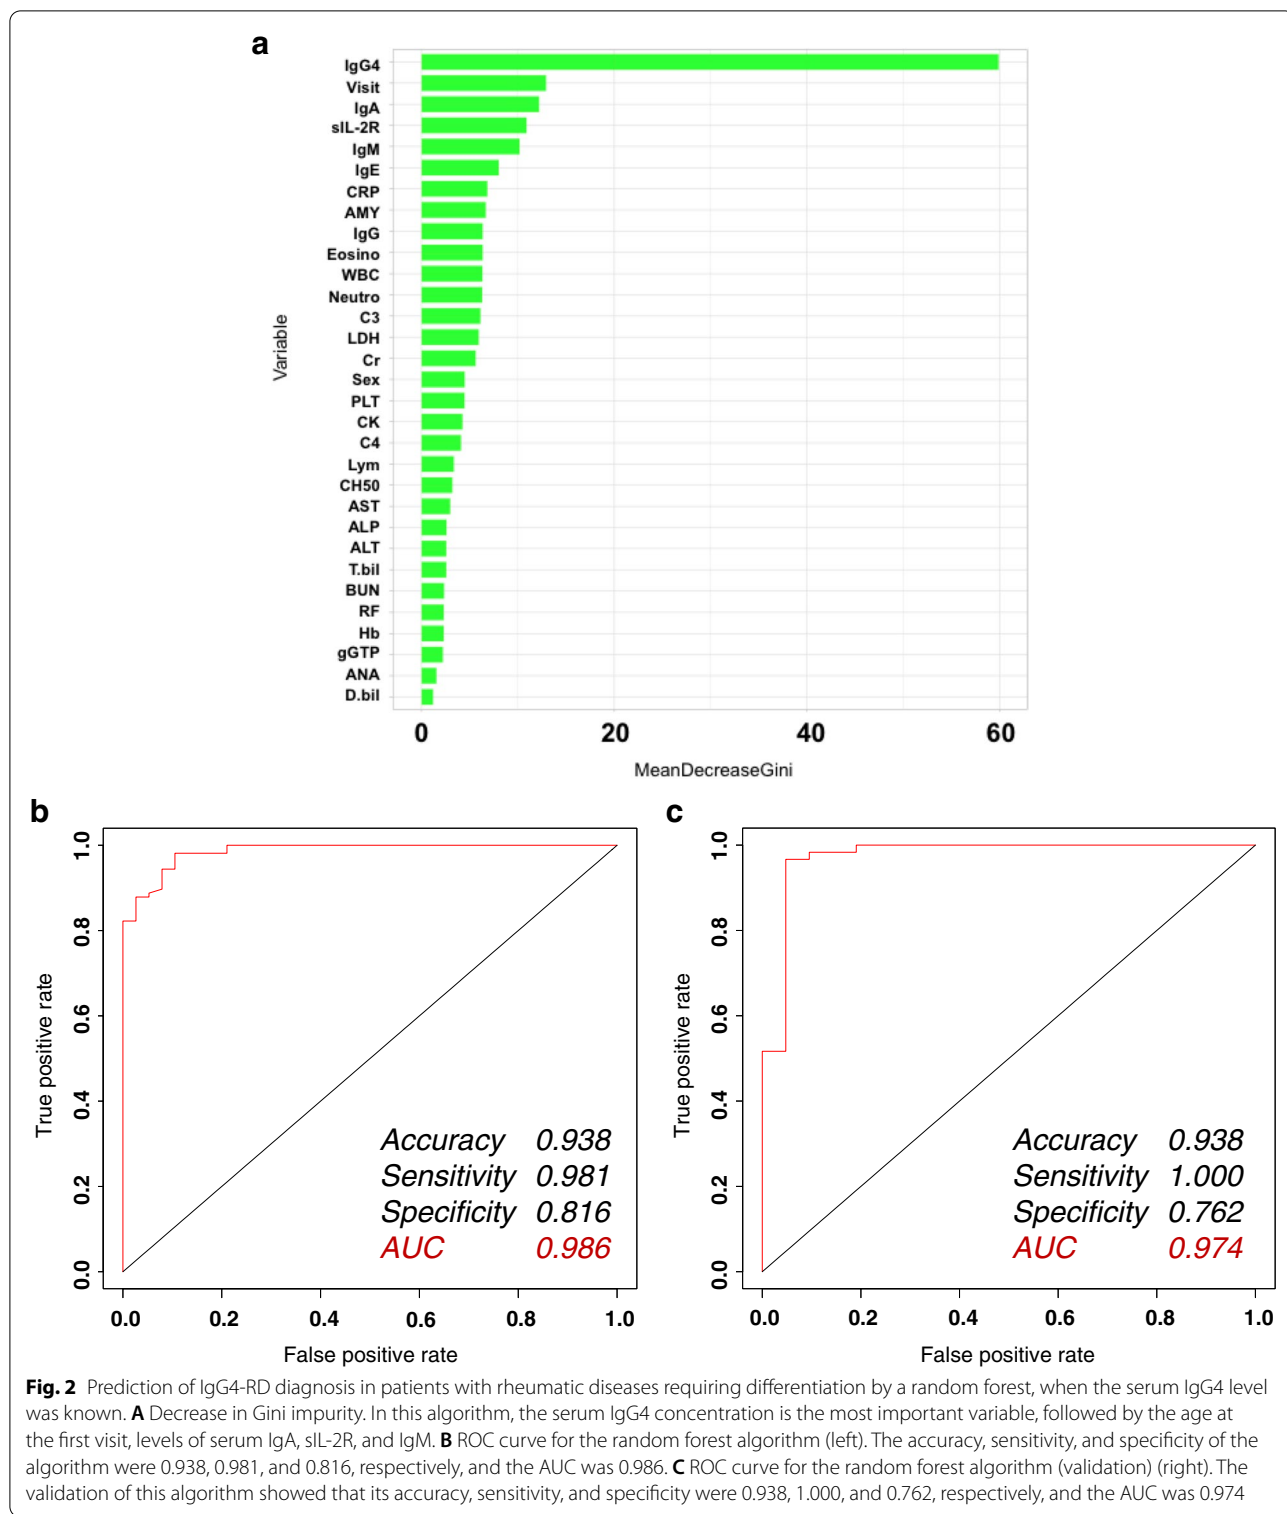 a
IgG4
Visit
IgA
sIL-2R
IgM
IgE
CRP
AMY
IgG
Eosino
WBC
Neutro
C3
LDH
Cr
Sex
PLT
CK
C4
Lym
CH50
AST
ALP
ALT
T.bil
BUN
RF
Hb
gGTP
ANA
D.bil
Variable
0 20 40 60
MeanDecreaseGini
b
1.0
0.8
0.6
0.4
0.2
0.0
True positive rate
Accuracy 0.938
Sensitivity 0.981
Specificity 0.816
AUC 0.986
0.0 0.2 0.4 0.6 0.8 1.0
False positive rate
c
1.0
0.8
0.6
0.4
0.2
0.0
True positive rate
Accuracy 0.938
Sensitivity 1.000
Specificity 0.762
AUC 0.974
0.0 0.2 0.4 0.6 0.8 1.0
False positive rate
Fig. 2 Prediction of IgG4-RD diagnosis in patients with rheumatic diseases requiring differentiation by a random forest, when the serum IgG4 level
was known. A Decrease in Gini impurity. In this algorithm, the serum IgG4 concentration is the most important variable, followed by the age at
the first visit, levels of serum IgA, sIL-2R, and IgM. B ROC curve for the random forest algorithm (left). The accuracy, sensitivity, and specificity of the
algorithm were 0.938, 0.981, and 0.816, respectively, and the AUC was 0.986. C ROC curve for the random forest algorithm (validation) (right). The
validation of this algorithm showed that its accuracy, sensitivity, and specificity were 0.938, 1.000, and 0.762, respectively, and the AUC was 0.974